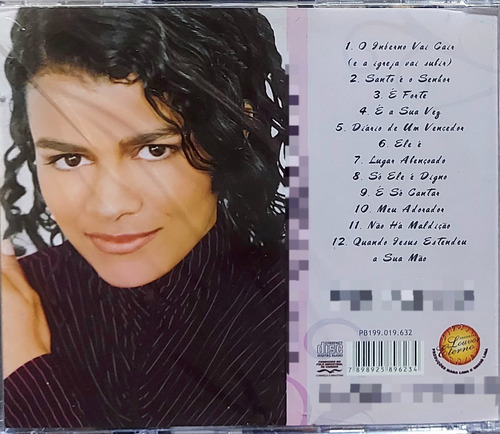 1. O Inferno Vai Cair
(e a igreja vai subir)
2. Santo é o Senhor
3. É Forte
4. É a Sua Vez
5. Diário de Um Vencedor
6. Ele é
7. Lugar Abençoado
8. Só Ele é Digno
9. É Só Cantar
10. Meu Adorador
11. Não Há Maldição
12. Quando Jesus Estendeu
a Sua Mão
PB199.019.632
Louvor
Eterno
7 898925 896234